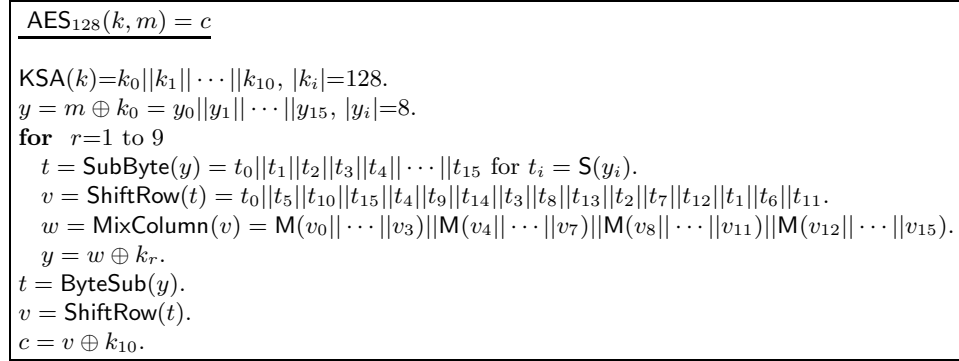 AES₁₂₈(k, m) = c
KSA(k)=k₀||k₁||···||k₁₀, |kᵢ|=128.
y = m ⊕ k₀ = y₀||y₁||···||y₁₅, |yᵢ|=8.
for r=1 to 9
t = SubByte(y) = t₀||t₁||t₂||t₃||t₄||···||t₁₅ for tᵢ = S(yᵢ).
v = ShiftRow(t) = t₀||t₅||t₁₀||t₁₅||t₄||t₉||t₁₄||t₃||t₈||t₁₃||t₂||t₇||t₁₂||t₁||t₆||t₁₁.
w = MixColumn(v) = M(v₀||···||v₃)||M(v₄||···||v₇)||M(v₈||···||v₁₁)||M(v₁₂||···||v₁₅).
y = w ⊕ kᵣ.
t = ByteSub(y).
v = ShiftRow(t).
c = v ⊕ k₁₀.